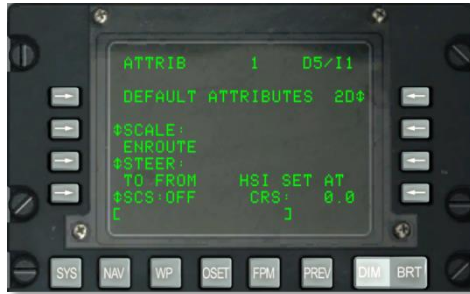 ATTRIB 1 D5/I1
DEFAULT ATTRIBUTES 2D↕
↕SCALE:
ENROUTE
↕STEER:
TO FROM HSI SET AT
↕SCS:OFF CRS: 0.0
[ ]
SYS NAV WP OSET FPM PREV DIM BRT